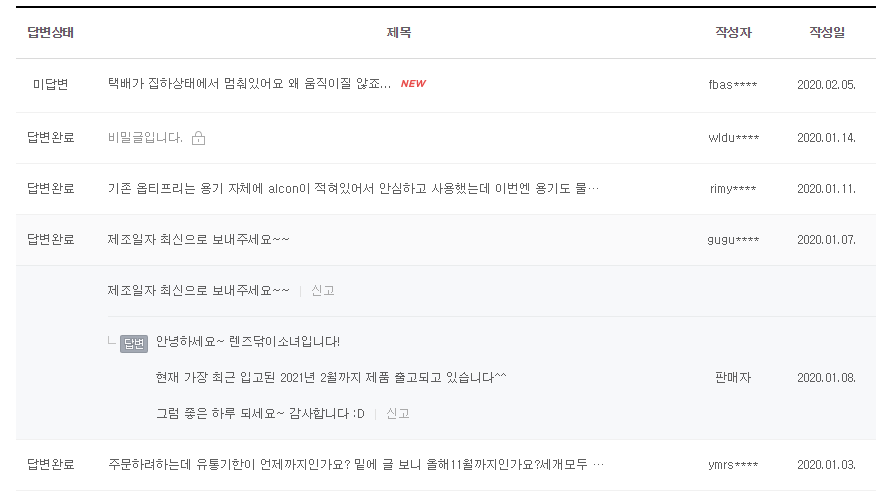 답변상태 제목 작성자 작성일
미답변 택배가 집하상태에서 멈춰있어요 왜 움직이질 않죠... NEW fbas**** 2020.02.05.
답변완료 비밀글입니다. wldu**** 2020.01.14.
답변완료 기존 옵티프리는 용기 자체에 alcon이 적혀있어서 안심하고 사용했는데 이번엔 용기도 물… rimy**** 2020.01.11.
답변완료 제조일자 최신으로 보내주세요~~ gugu**** 2020.01.07.
제조일자 최신으로 보내주세요~~ 신고
답변 안녕하세요~ 렌즈닦이소녀입니다!
현재 가장 최근 입고된 2021년 2월까지 제품 출고되고 있습니다^^ 판매자 2020.01.08.
그럼 좋은 하루 되세요~ 감사합니다 :D 신고
답변완료 주문하려하는데 유통기한이 언제까지인가요? 밑에 글 보니 올해11월까지인가요?세개모두 … ymrs**** 2020.01.03.